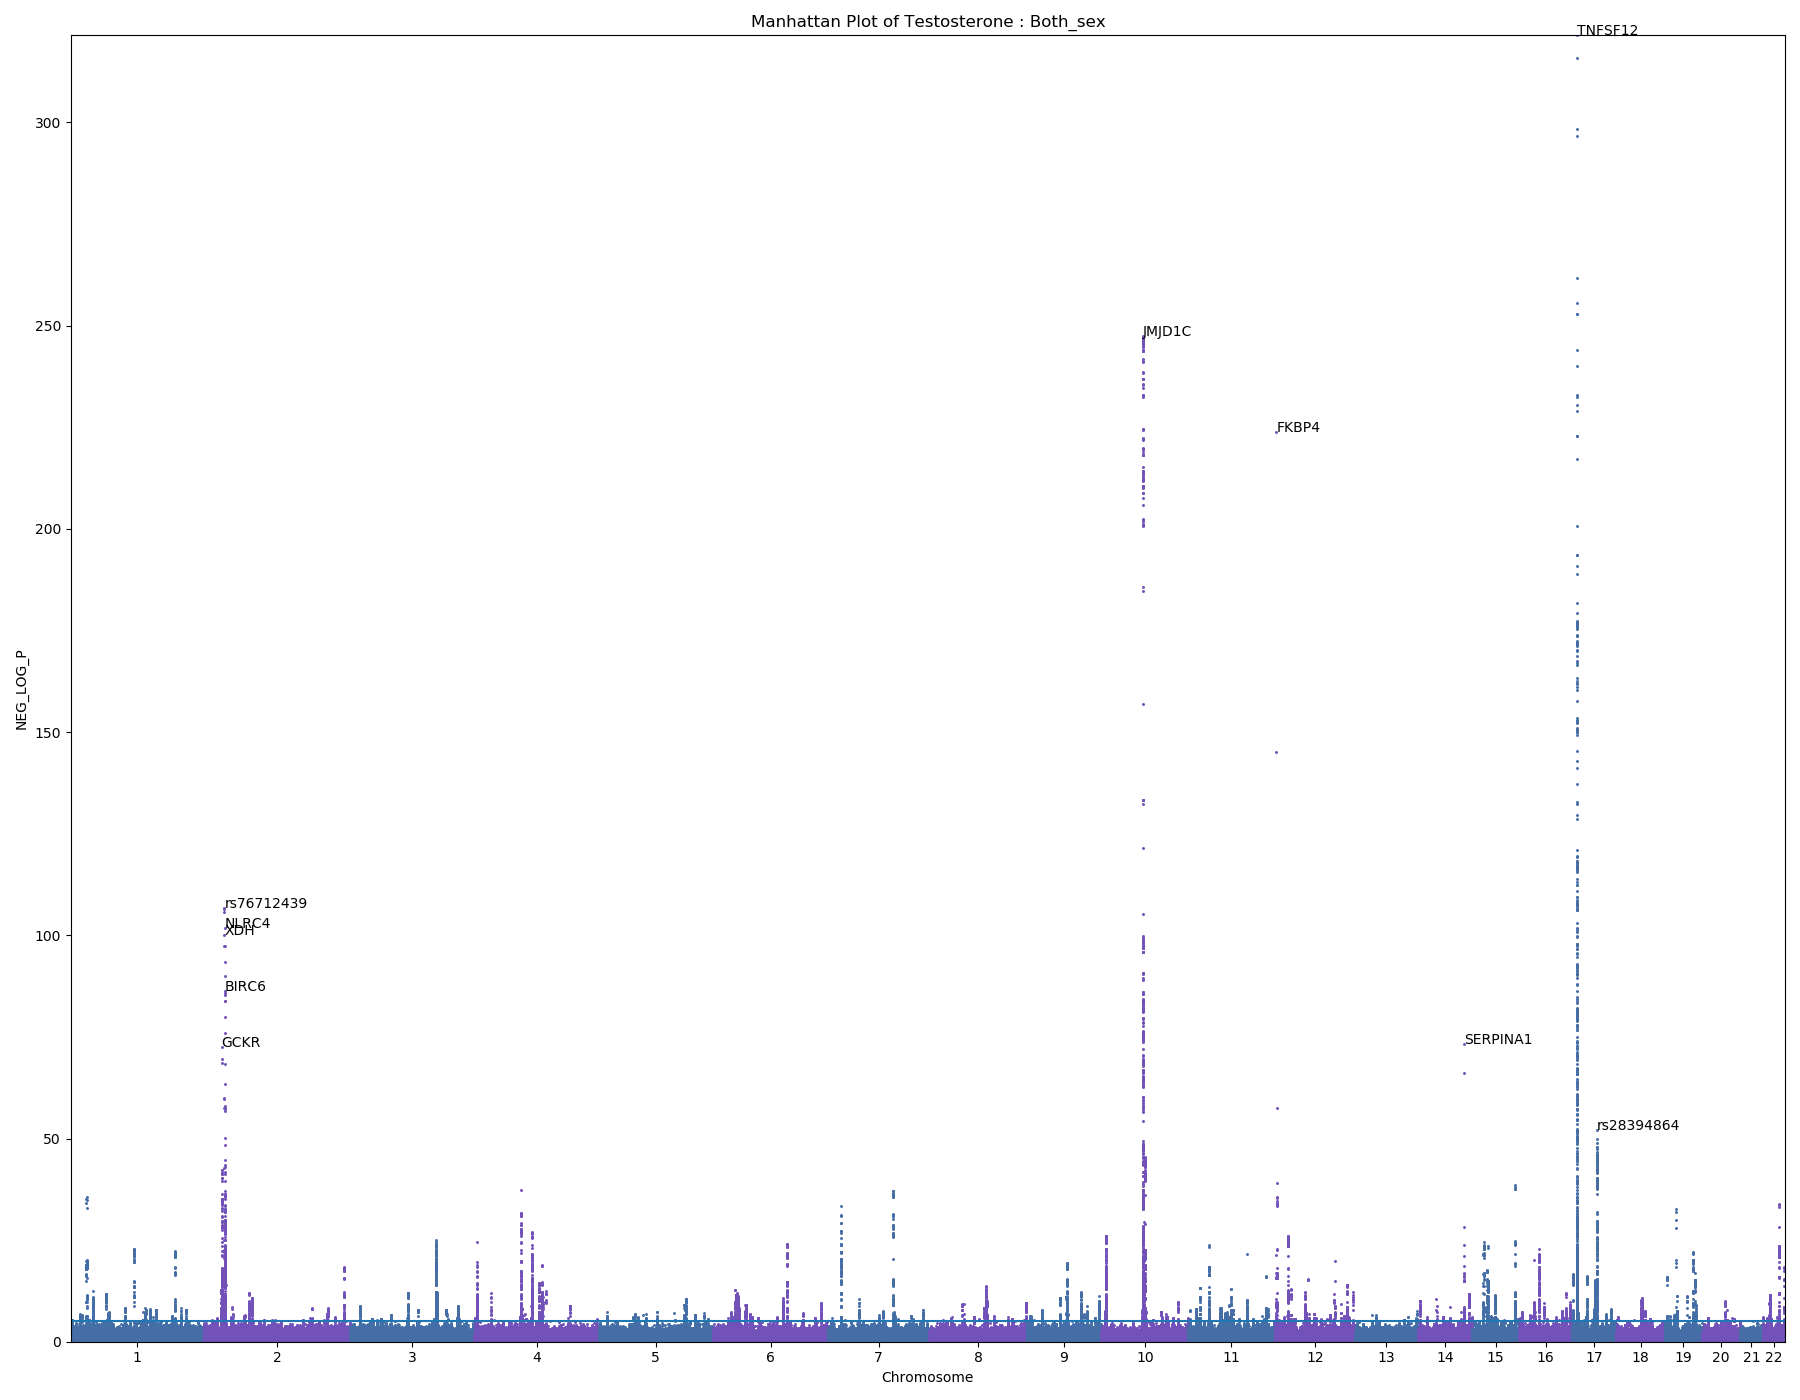 Manhattan Plot of Testosterone : Both_sex
TNFSF12
300
250
JMJD1C
FKBP4
200
NEG_LOG_P
150
rs76712439
NLRC4
XDH
100
BIRC6
GCKR
SERPINA1
rs28394864
50
0
1 2 3 4 5 6 7 8 9 10 11 12 13 14 15 16 17 18 19 20 21 22
Chromosome